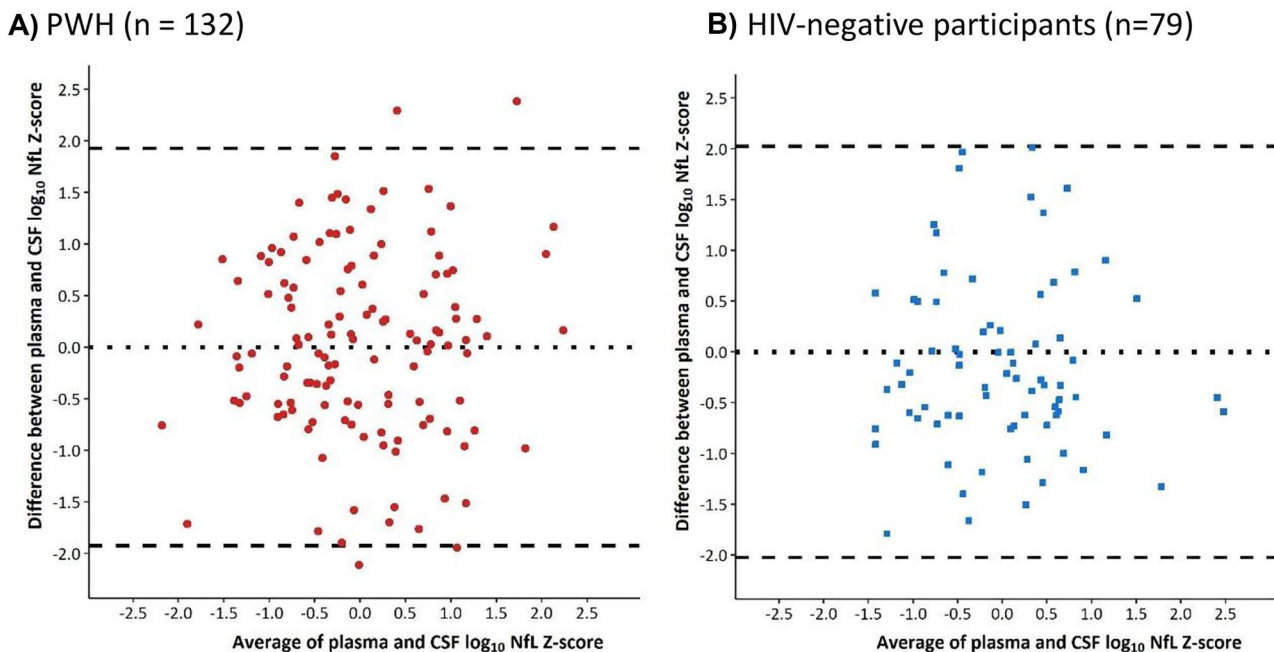 A) PWH (n = 132)
Difference between plasma and CSF log₁₀ NfL Z-score
2.5
2.0
1.5
1.0
0.5
0.0
-0.5
-1.0
-1.5
-2.0
-2.5 -2.0 -1.5 -1.0 -0.5 0.0 0.5 1.0 1.5 2.0 2.5
Average of plasma and CSF log₁₀ NfL Z-score
B) HIV-negative participants (n=79)
Difference between plasma and CSF log₁₀ NfL Z-score
2.5
2.0
1.5
1.0
0.5
0.0
-0.5
-1.0
-1.5
-2.0
-2.5 -2.0 -1.5 -1.0 -0.5 0.0 0.5 1.0 1.5 2.0 2.5
Average of plasma and CSF log₁₀ NfL Z-score